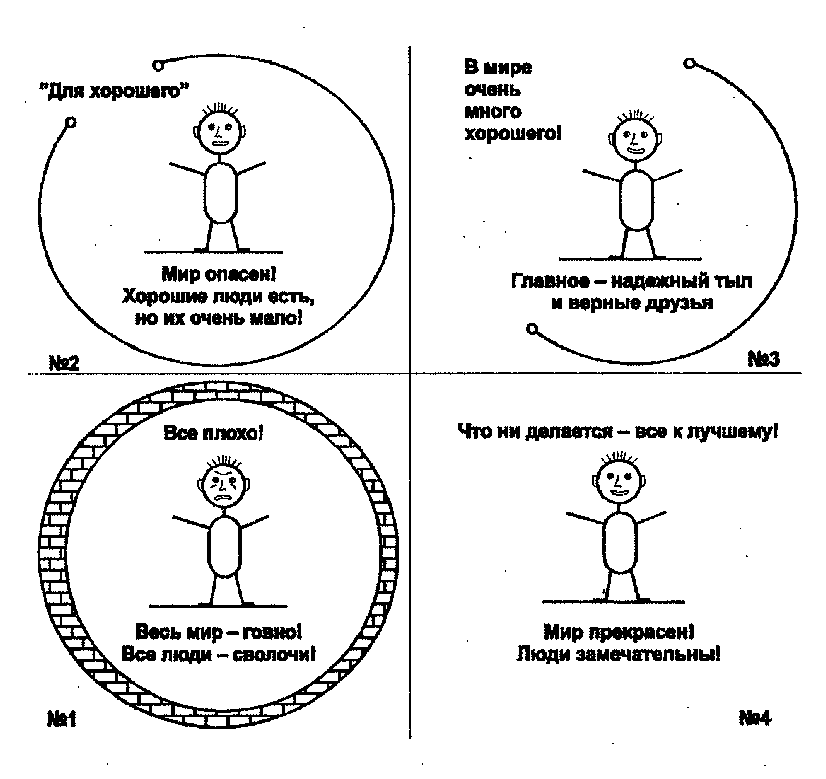 "Для хорошего"
Мир опасен!
Хорошие люди есть,
но их очень мало!
№2
В мире
очень
много
хорошего!
Главное – надежный тыл
и верные друзья
№3
Все плохо!
Весь мир – говно!
Все люди – сволочи!
№1
Что ни делается – все к лучшему!
Мир прекрасен!
Люди замечательны!
№4